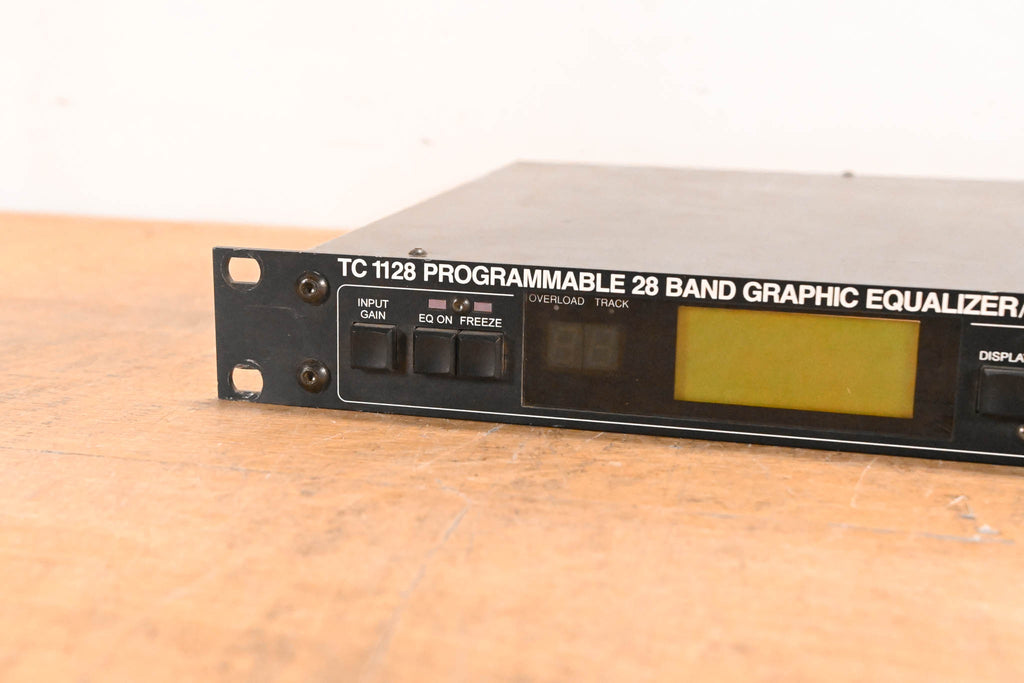 TC 1128 PROGRAMMABLE 28 BAND GRAPHIC EQUALIZER/
INPUT
GAIN
EQ ON FREEZE
OVERLOAD TRACK
DISPLA